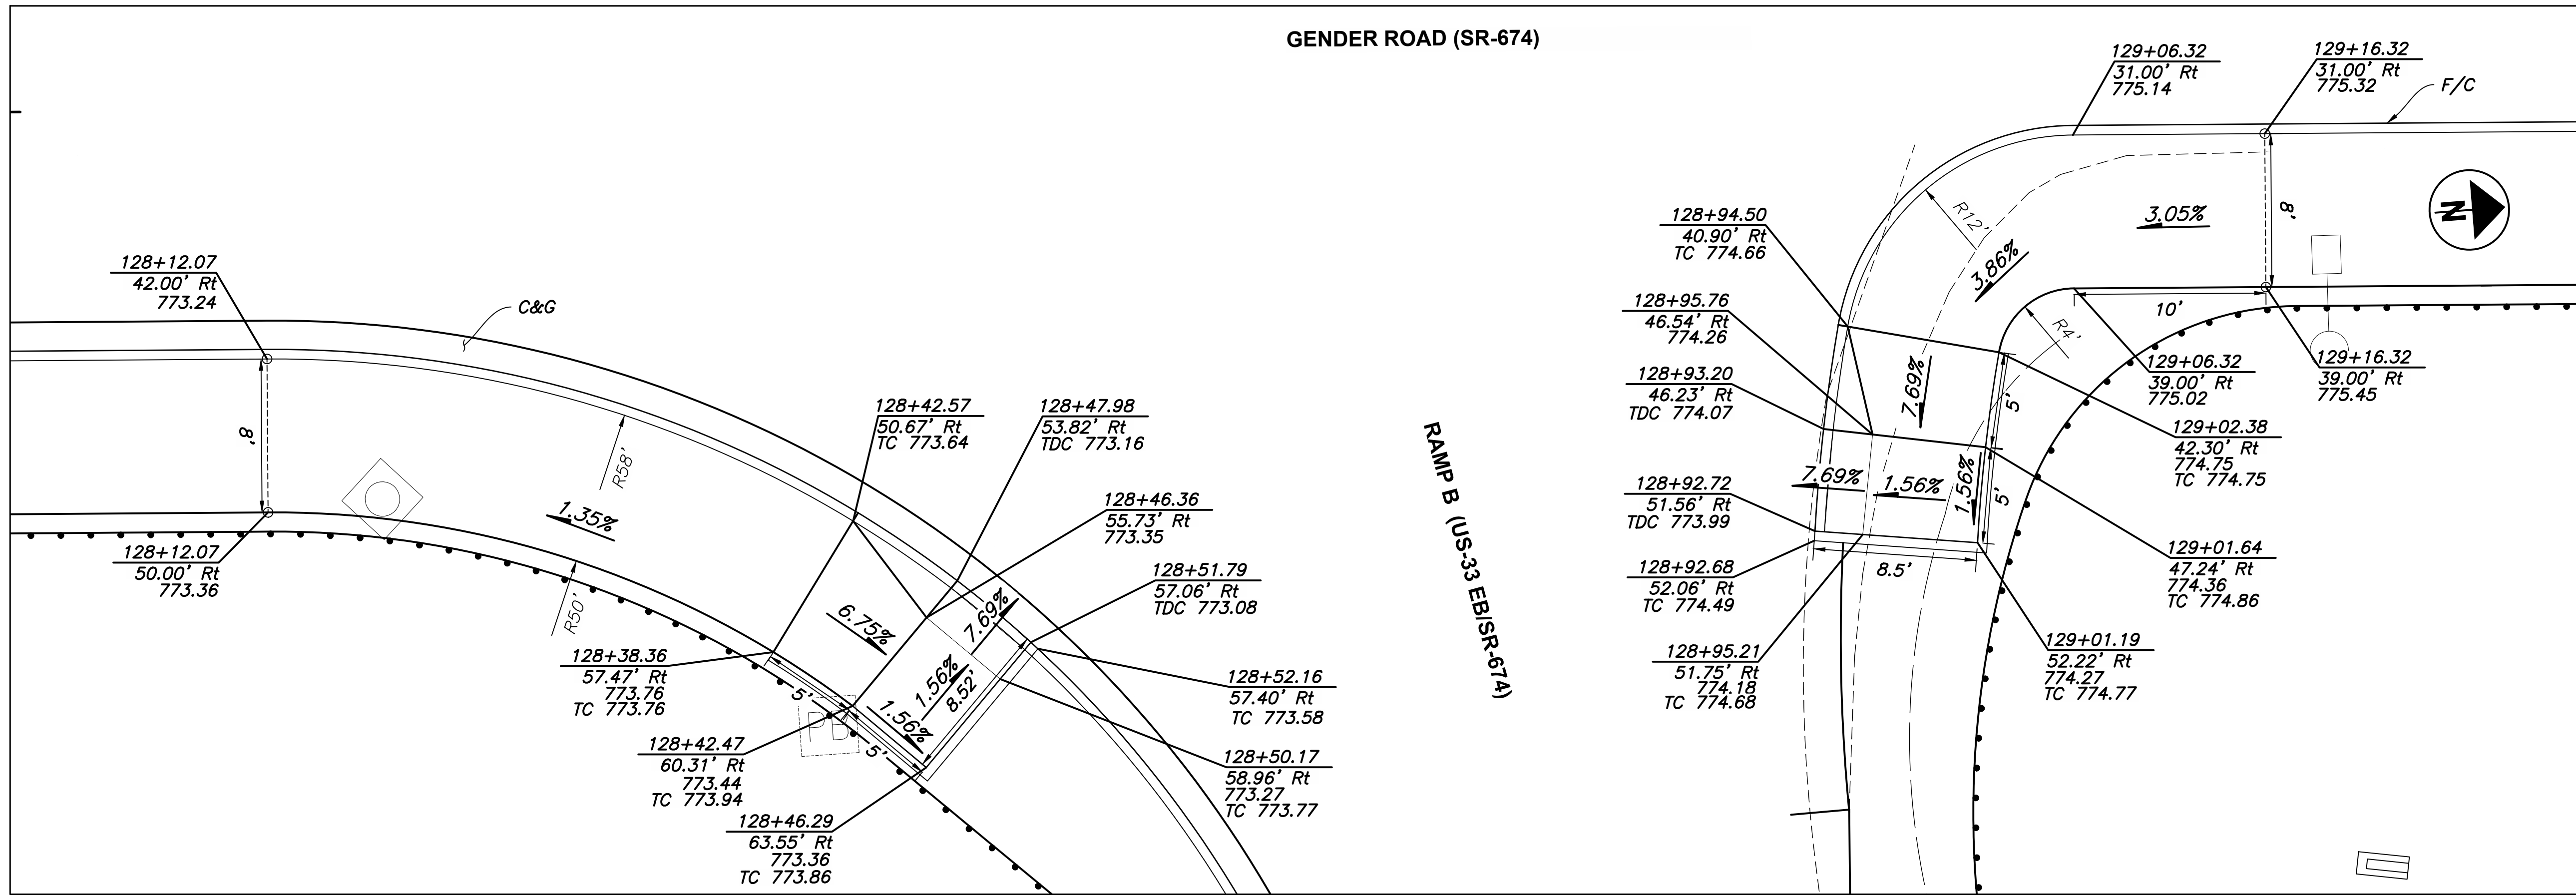 GENDER ROAD (SR-674)
128+12.07
42.00' Rt
773.24
8'
128+12.07
50.00' Rt
773.36
C&G
R58'
R50'
1.35%
128+42.57
50.67' Rt
TC 773.64
128+47.98
53.82' Rt
TDC 773.16
128+46.36
55.73' Rt
773.35
128+51.79
57.06' Rt
TDC 773.08
6.75%
7.69%
1.56%
8.52'
1.56%
5'
5'
PB
128+38.36
57.47' Rt
773.76
TC 773.76
128+42.47
60.31' Rt
773.44
TC 773.94
128+46.29
63.55' Rt
773.36
TC 773.86
128+52.16
57.40' Rt
TC 773.58
128+50.17
58.96' Rt
773.27
TC 773.77
RAMP B (US-33 EB/SR-674)
129+06.32
31.00' Rt
775.14
129+16.32
31.00' Rt
775.32
F/C
N
128+94.50
40.90' Rt
TC 774.66
128+95.76
46.54' Rt
774.26
128+93.20
46.23' Rt
TDC 774.07
128+92.72
51.56' Rt
TDC 773.99
128+92.68
52.06' Rt
TC 774.49
128+95.21
51.75' Rt
774.18
TC 774.68
R12'
3.05%
3.86%
8'
10'
R4'
7.69%
5'
7.69%
1.56%
1.56%
5'
8.5'
129+06.32
39.00' Rt
775.02
129+16.32
39.00' Rt
775.45
129+02.38
42.30' Rt
774.75
TC 774.75
129+01.64
47.24' Rt
774.36
TC 774.86
129+01.19
52.22' Rt
774.27
TC 774.77